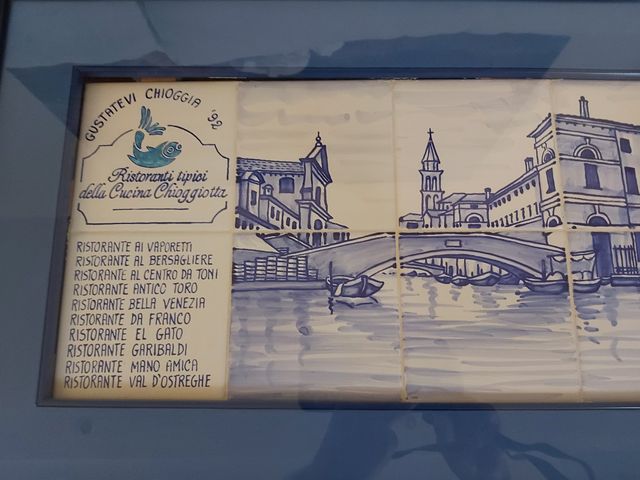 GUSTATEVI CHIOGGIA '92
Ristoranti tipici
della Cucina Chioggiotta
RISTORANTE AI VAPORETTI
RISTORANTE AL BERSAGLIERE
RISTORANTE AL CENTRO DA TONI
RISTORANTE ANTICO TORO
RISTORANTE BELLA VENEZIA
RISTORANTE DA FRANCO
RISTORANTE EL GATO
RISTORANTE GARIBALDI
RISTORANTE MANO AMICA
RISTORANTE VAL D'OSTREGHE